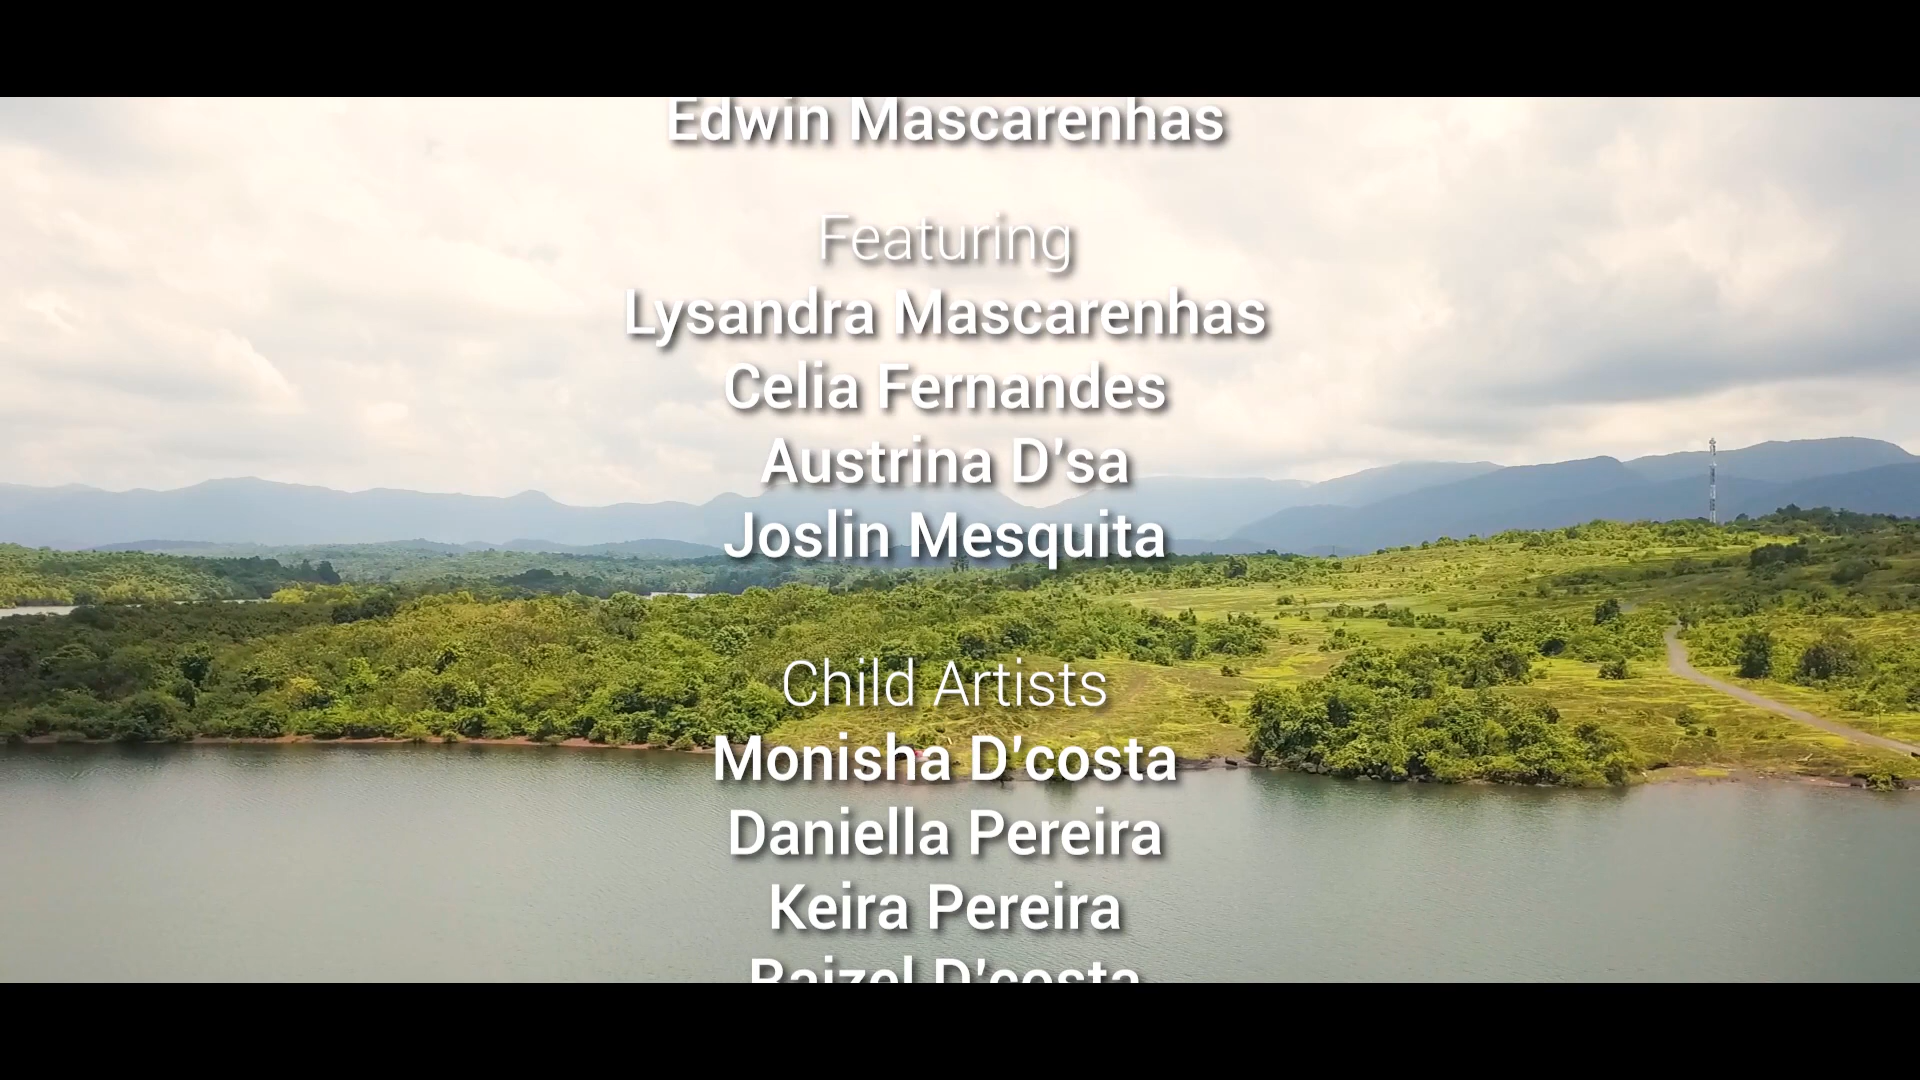 Edwin Mascarenhas
Featuring
Lysandra Mascarenhas
Celia Fernandes
Austrina D'sa
Joslin Mesquita
Child Artists
Monisha D'costa
Daniella Pereira
Keira Pereira
D'costa